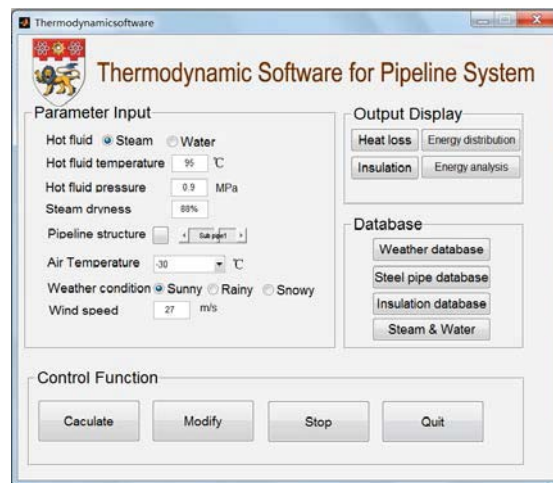 Thermodynamicsoftware
Thermodynamic Software for Pipeline System
Parameter Input
Hot fluid Steam Water
Hot fluid temperature 95 ℃
Hot fluid pressure 0.9 MPa
Steam dryness 88%
Pipeline structure Sub pipe1
Air Temperature -30 ℃
Weather condition Sunny Rainy Snowy
Wind speed 27 m/s
Output Display
Heat loss Energy distribution
Insulation Energy analysis
Database
Weather database
Steel pipe database
Insulation database
Steam & Water
Control Function
Caculate Modify Stop Quit